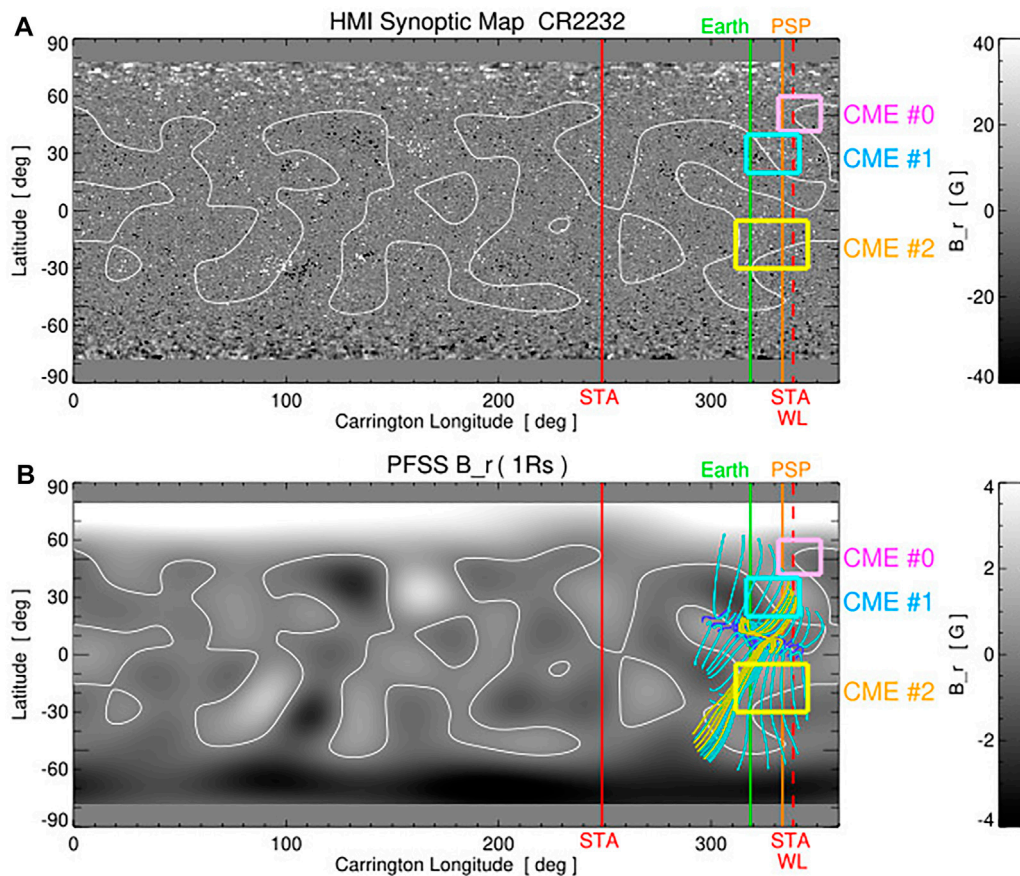 A
HMI Synoptic Map CR2232
Earth
PSP
90
60
30
0
-30
-60
-90
Latitude [ deg ]
0
100
200
300
Carrington Longitude [ deg ]
STA
STA
WL
CME #0
CME #1
CME #2
B_r [ G ]
40
20
0
-20
-40
B
PFSS B_r ( 1Rs )
Earth
PSP
90
60
30
0
-30
-60
-90
Latitude [ deg ]
0
100
200
300
Carrington Longitude [ deg ]
STA
STA
WL
CME #0
CME #1
CME #2
B_r [ G ]
4
2
0
-2
-4